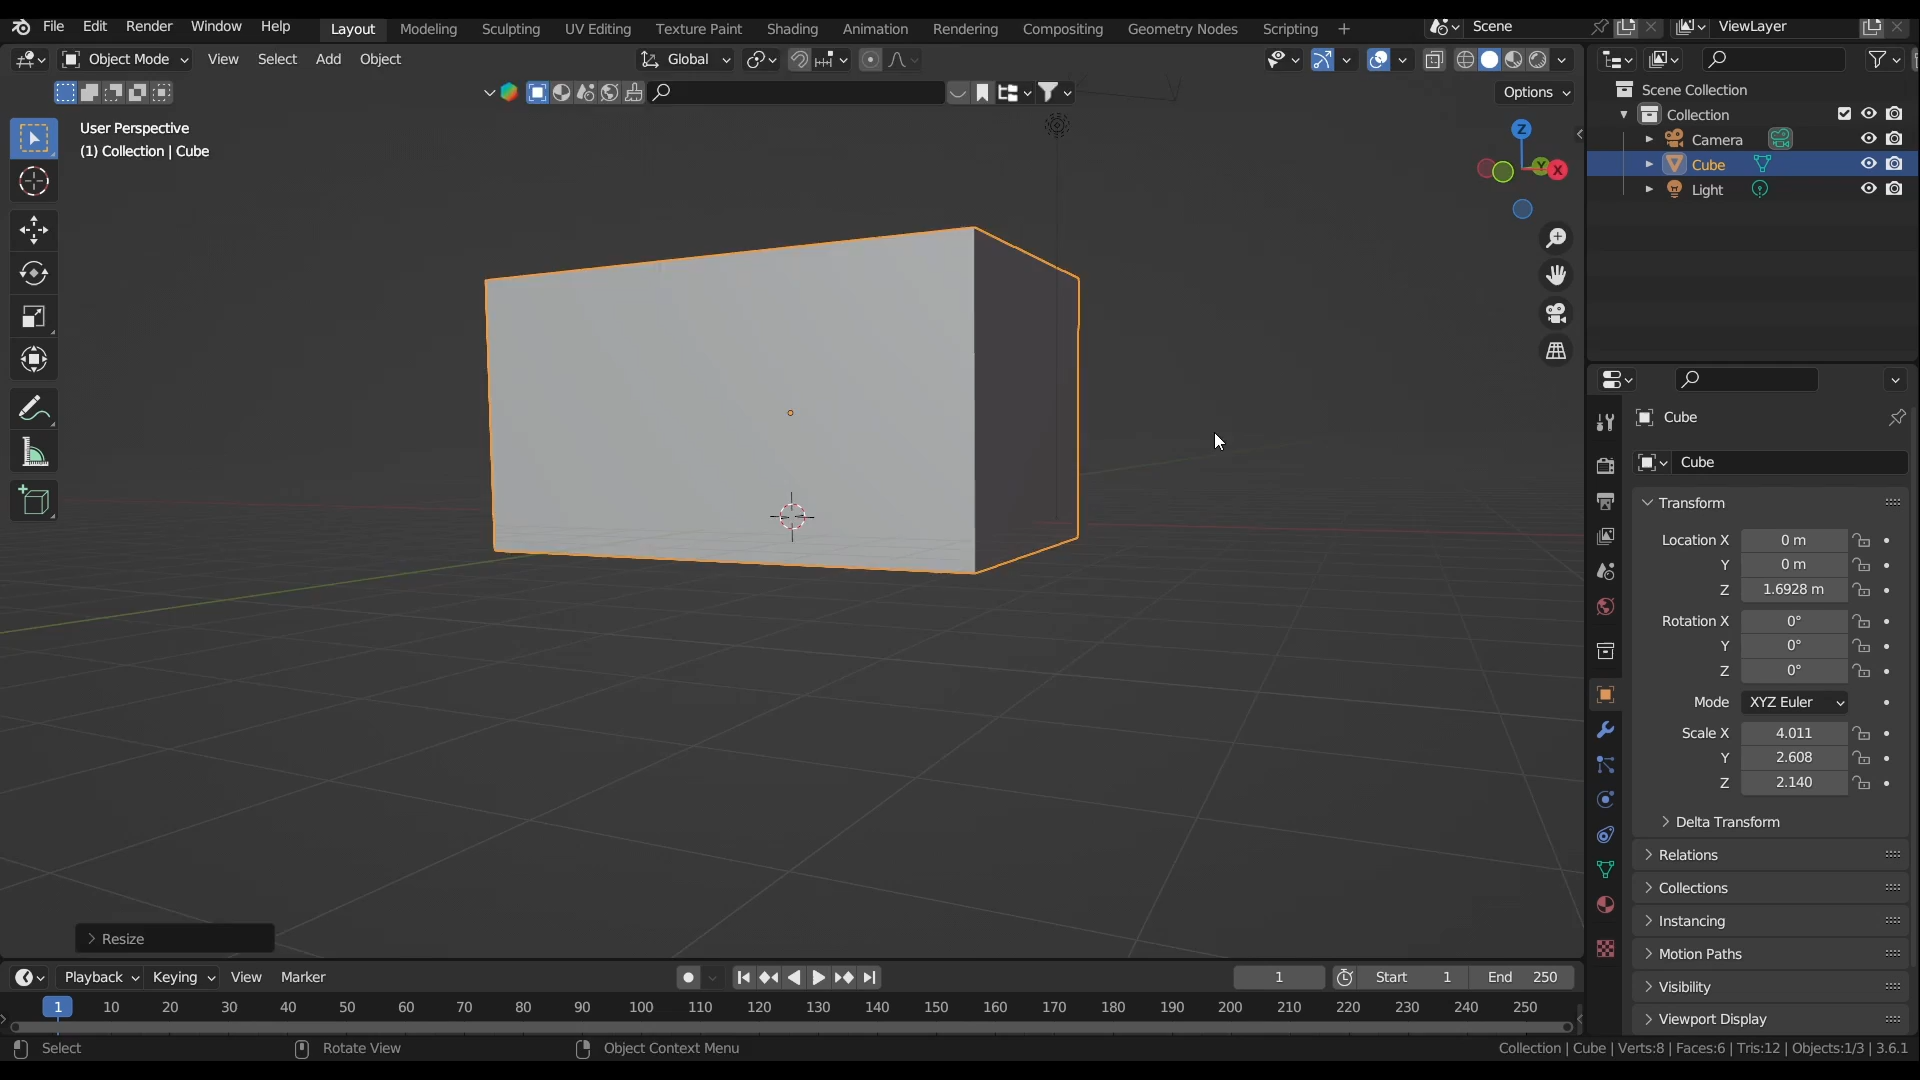 File Edit Render Window Help Layout Modeling Sculpting UV Editing Texture Paint Shading Animation Rendering Compositing Geometry Nodes Scripting + Scene ViewLayer
Object Mode View Select Add Object Global
Options
User Perspective
(1) Collection | Cube
Z
Y
X
Scene Collection
Collection
Camera
Cube
Light
Cube
Cube
Transform
Location X 0 m
Y 0 m
Z 1.6928 m
Rotation X 0°
Y 0°
Z 0°
Mode XYZ Euler
Scale X 4.011
Y 2.608
Z 2.140
Delta Transform
Relations
Collections
Instancing
Motion Paths
Visibility
Viewport Display
Resize
Playback Keying View Marker 1 Start 1 End 250
1 10 20 30 40 50 60 70 80 90 100 110 120 130 140 150 160 170 180 190 200 210 220 230 240 250
Select Rotate View Object Context Menu Collection | Cube | Verts:8 | Faces:6 | Tris:12 | Objects:1/3 | 3.6.1